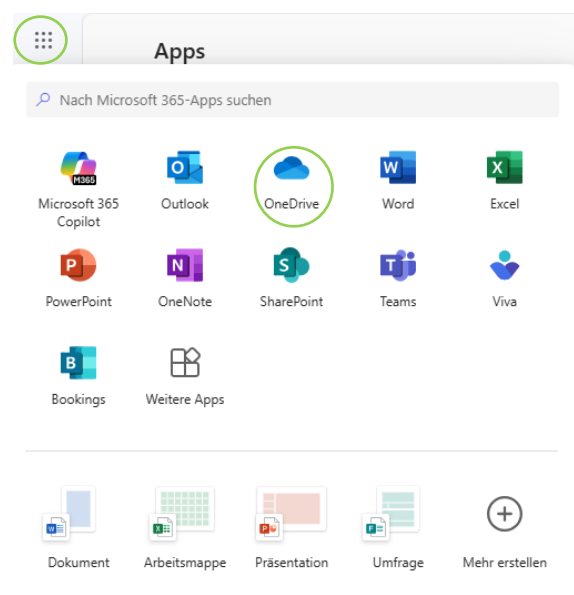 Apps
Nach Microsoft 365-Apps suchen
M365
Microsoft 365
Copilot
Outlook
OneDrive
Word
Excel
PowerPoint
OneNote
SharePoint
Teams
Viva
Bookings
Weitere Apps
Dokument
Arbeitsmappe
Präsentation
Umfrage
Mehr erstellen